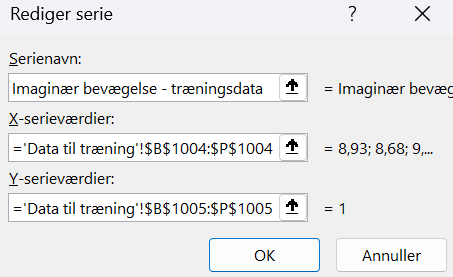 Rediger serie ? ×
Serienavn:
Imaginær bevægelse - træningsdata = Imaginær bevæg
X-serieværdier:
='Data til træning'!$B$1004:$P$1004 = 8,93; 8,68; 9,...
Y-serieværdier:
='Data til træning'!$B$1005:$P$1005 = 1
OK Annuller